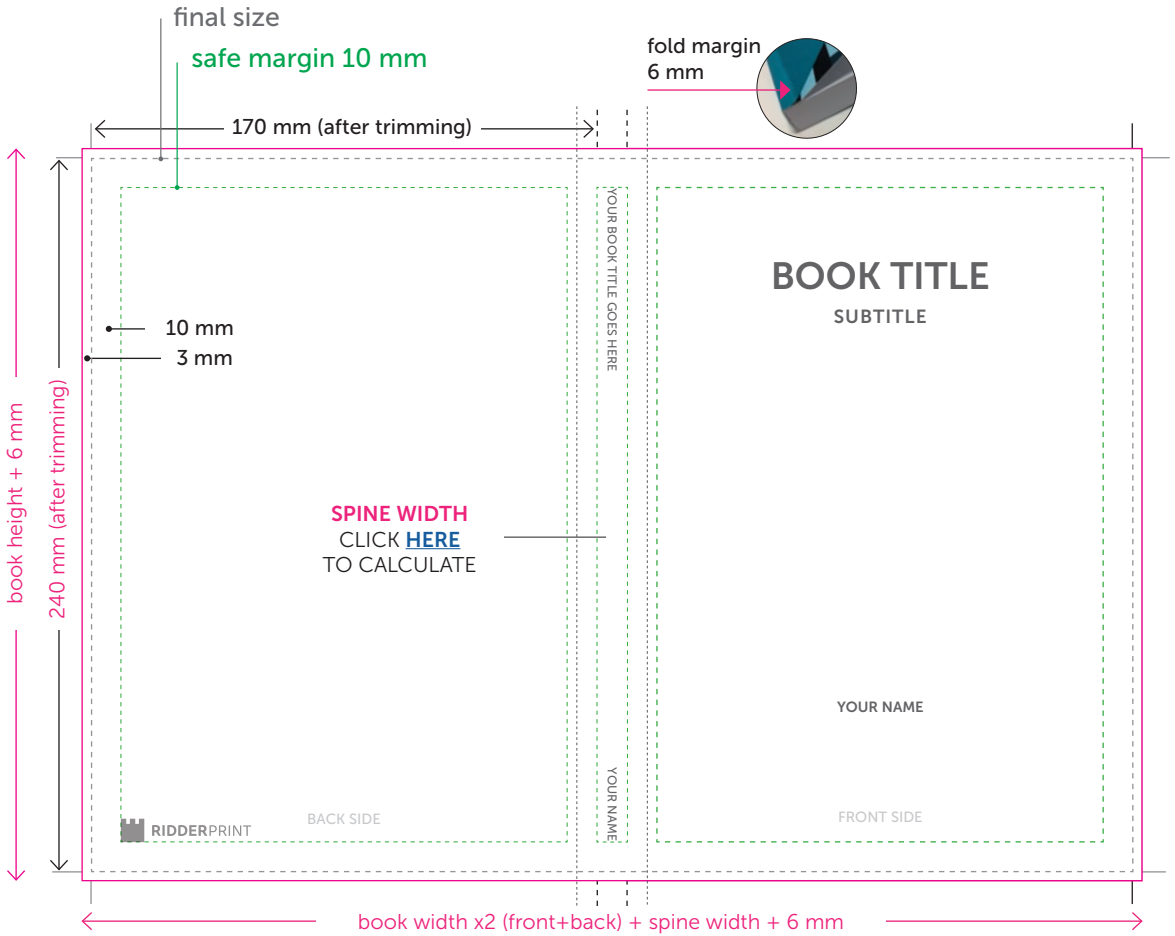 final size
safe margin 10 mm
fold margin
6 mm
170 mm (after trimming)
book height + 6 mm
240 mm (after trimming)
10 mm
3 mm
YOUR BOOK TITLE GOES HERE
BOOK TITLE
SUBTITLE
SPINE WIDTH
CLICK HERE
TO CALCULATE
YOUR NAME
YOUR NAME
RIDDERPRINT
BACK SIDE
FRONT SIDE
book width x2 (front+back) + spine width + 6 mm